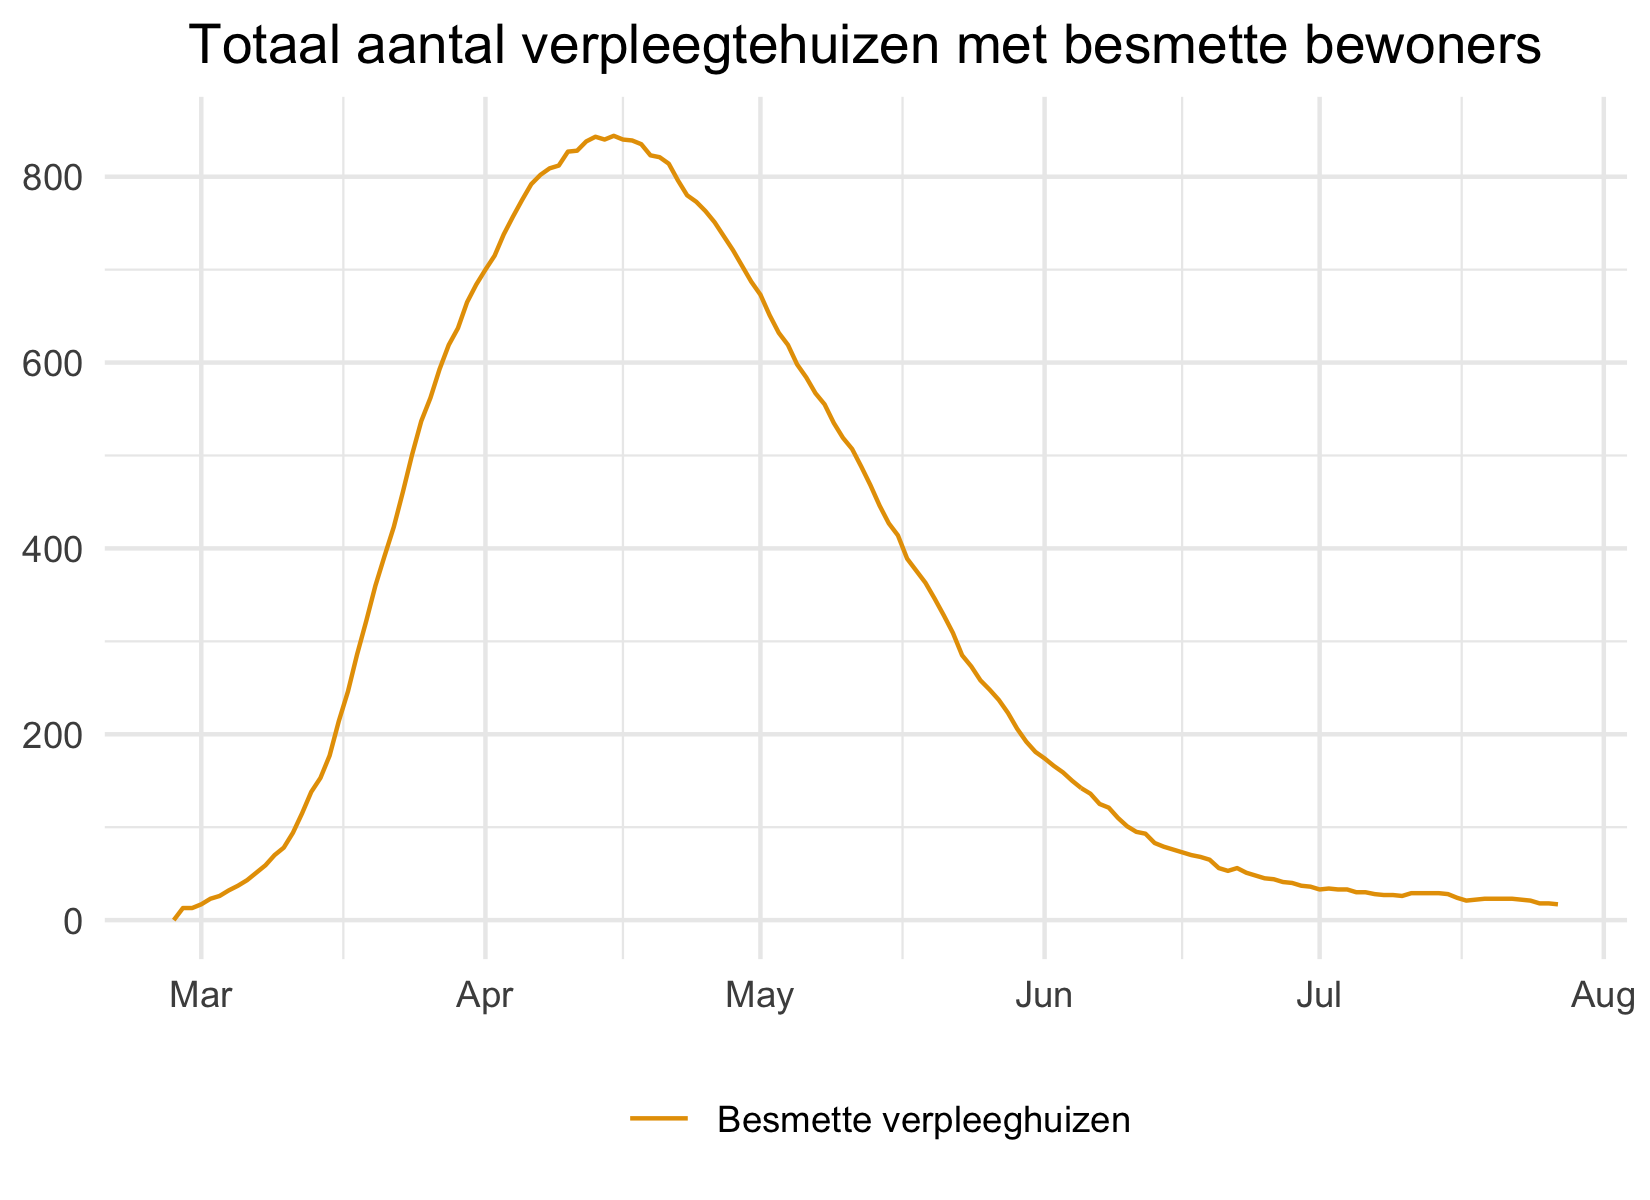 Totaal aantal verpleegtehuizen met besmette bewoners
800
600
400
200
0
Mar Apr May Jun Jul Aug
Besmette verpleeghuizen